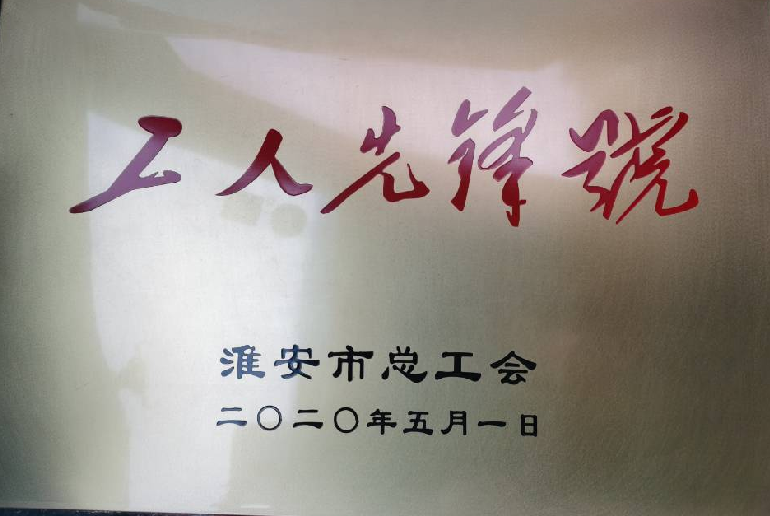 工人先锋號
淮安市总工会
二〇二〇年五月一日